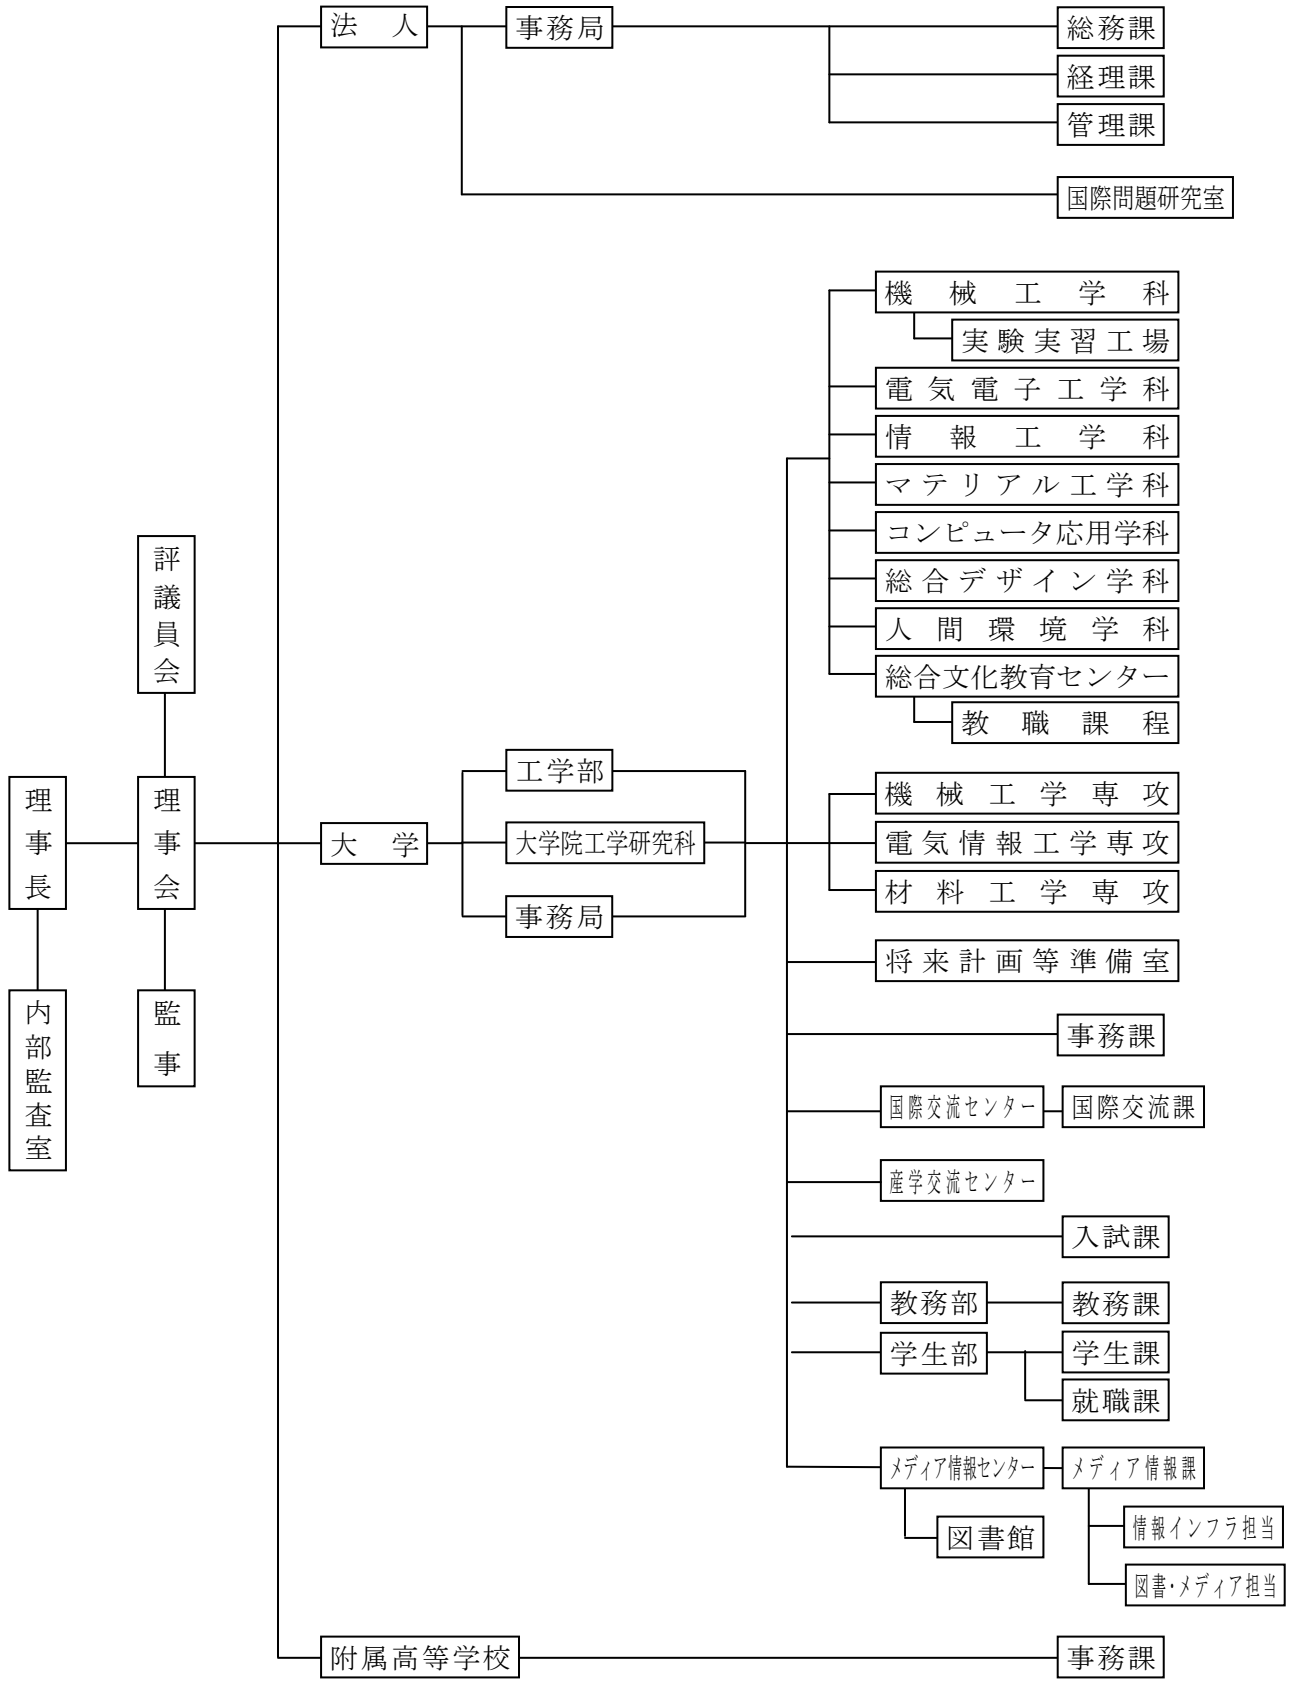 法人
事務局
総務課
経理課
管理課
国際問題研究室
機械工学科
実験実習工場
電気電子工学科
情報工学科
マテリアル工学科
コンピュータ応用学科
総合デザイン学科
人間環境学科
総合文化教育センター
教職課程
評議員会
理事長
理事会
監事
内部監査室
大学
工学部
大学院工学研究科
事務局
機械工学専攻
電気情報工学専攻
材料工学専攻
将来計画等準備室
事務課
国際交流センター
国際交流課
産学交流センター
入試課
教務部
教務課
学生部
学生課
就職課
メディア情報センター
メディア情報課
図書館
情報インフラ担当
図書・メディア担当
附属高等学校
事務課